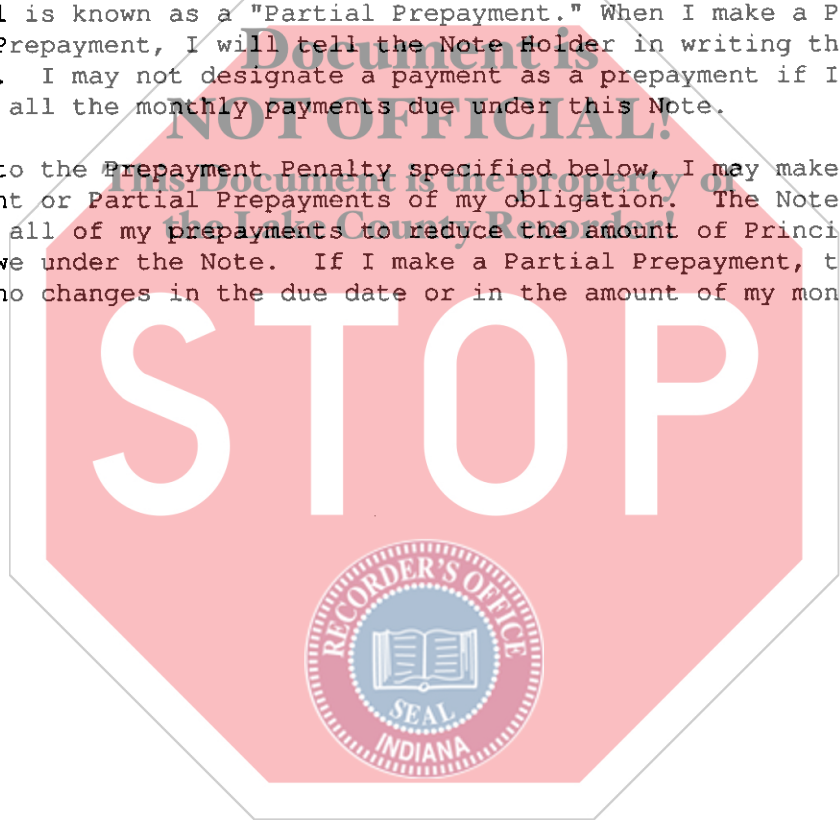 l is known as a "Partial Prepayment." When I make a P
Prepayment, I will tell the Note Holder in writing th
. I may not designate a payment as a prepayment if I
all the monthly payments due under this Note.
to the Prepayment Penalty specified below, I may make
nt or Partial Prepayments of my obligation. The Note
all of my prepayments to reduce the amount of Princi
we under the Note. If I make a Partial Prepayment, t
no changes in the due date or in the amount of my mon
Document is
NOT OFFICIAL!
This Document is the property of
the Lake County Recorder!
STOP
RECORDER'S OFFICE
SEAL
INDIANA